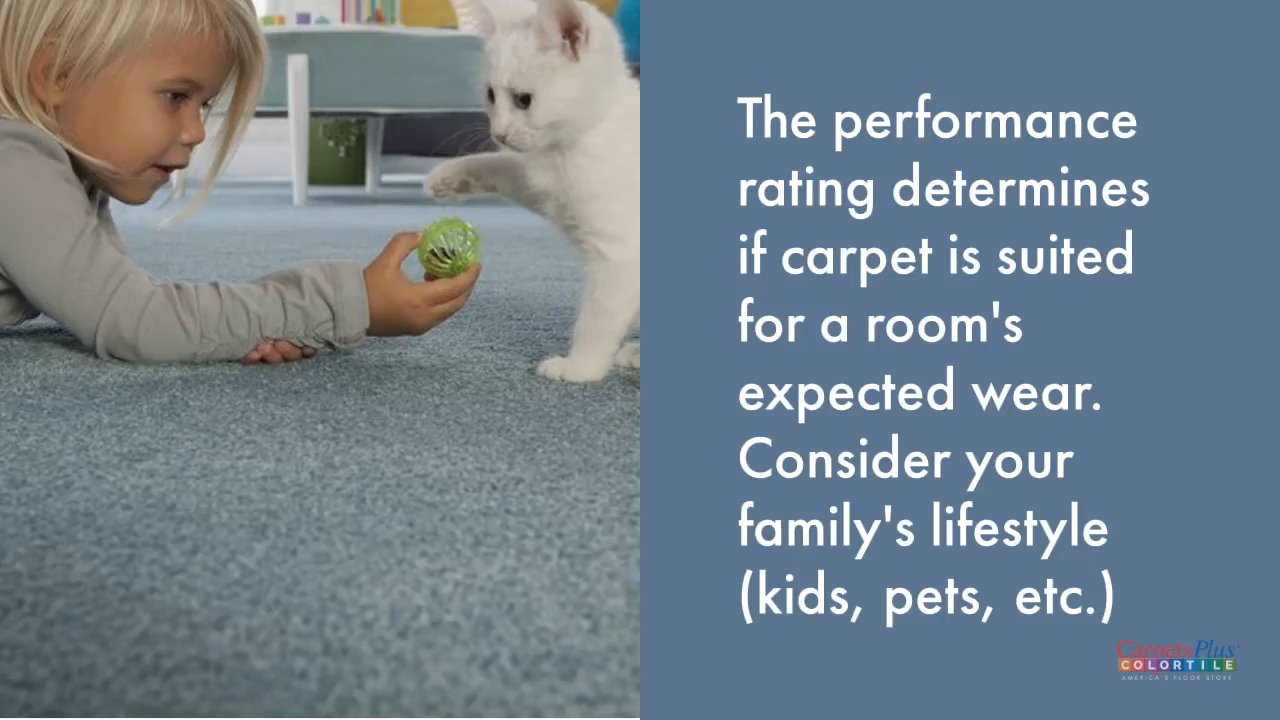 The performance
rating determines
if carpet is suited
for a room's
expected wear.
Consider your
family's lifestyle
(kids, pets, etc.)
CarpetsPlus
COLORTILE
AMERICA'S FLOOR STORE